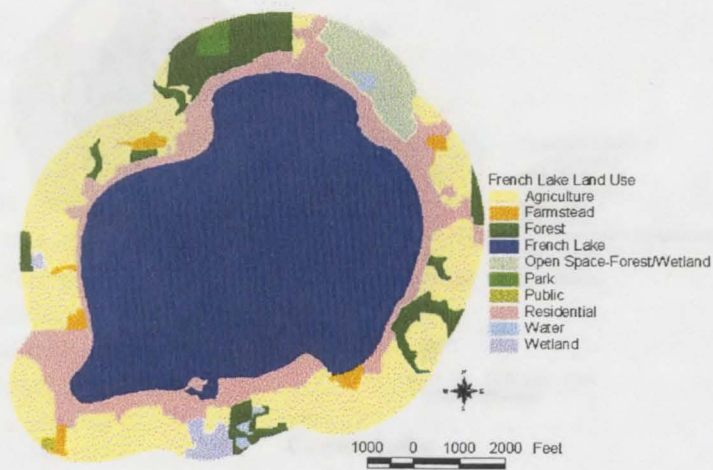 French Lake Land Use
Agriculture
Farmstead
Forest
French Lake
Open Space-Forest/Wetland
Park
Public
Residential
Water
Wetland
N
W E
S
1000 0 1000 2000 Feet